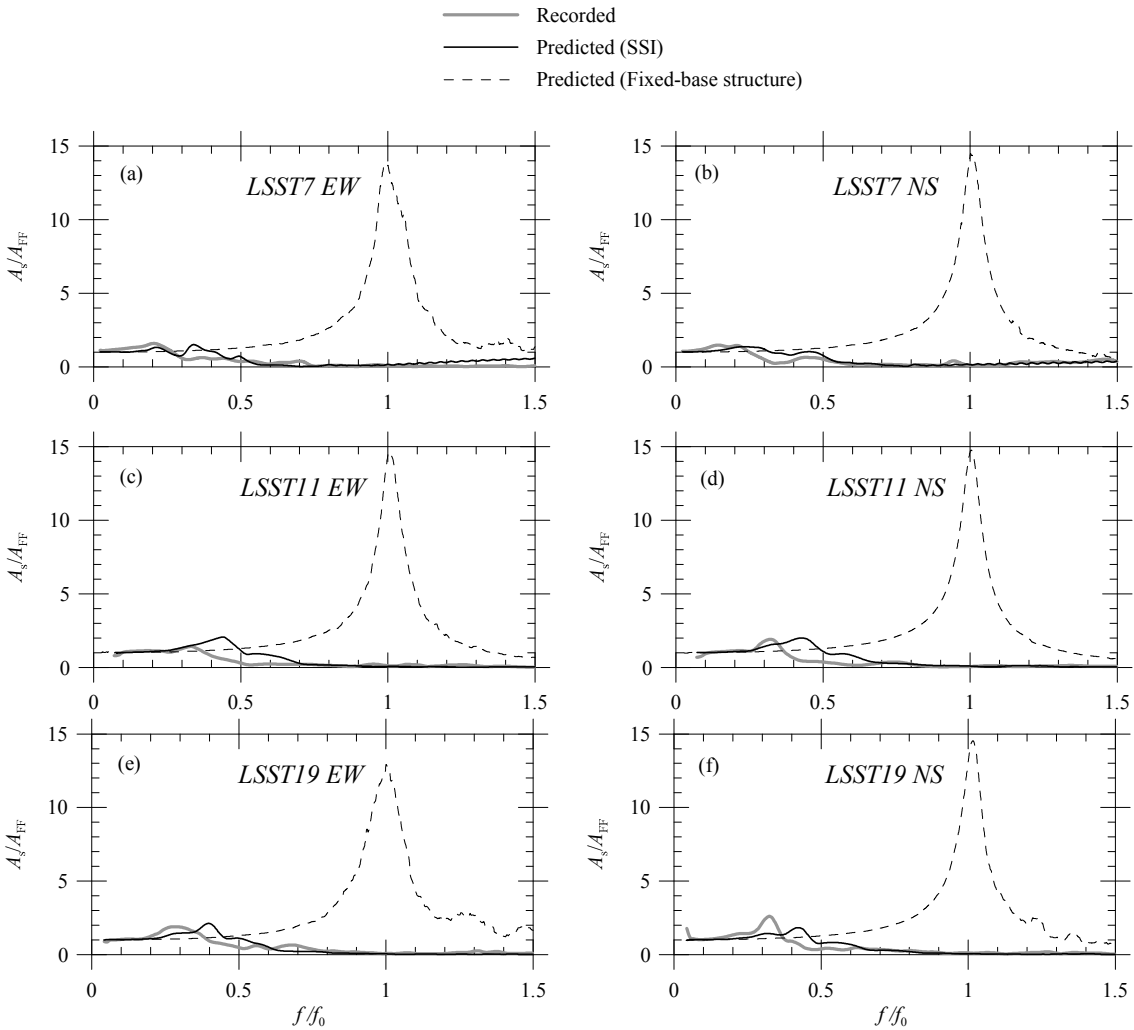 Recorded
Predicted (SSI)
Predicted (Fixed-base structure)
15
10
5
0
A_s/A_FF
(a)
LSST7 EW
0 0.5 1 1.5
15
10
5
0
A_s/A_FF
(b)
LSST7 NS
0 0.5 1 1.5
15
10
5
0
A_s/A_FF
(c)
LSST11 EW
0 0.5 1 1.5
15
10
5
0
A_s/A_FF
(d)
LSST11 NS
0 0.5 1 1.5
15
10
5
0
A_s/A_FF
(e)
LSST19 EW
0 0.5 1 1.5
f/f_0
15
10
5
0
A_s/A_FF
(f)
LSST19 NS
0 0.5 1 1.5
f/f_0